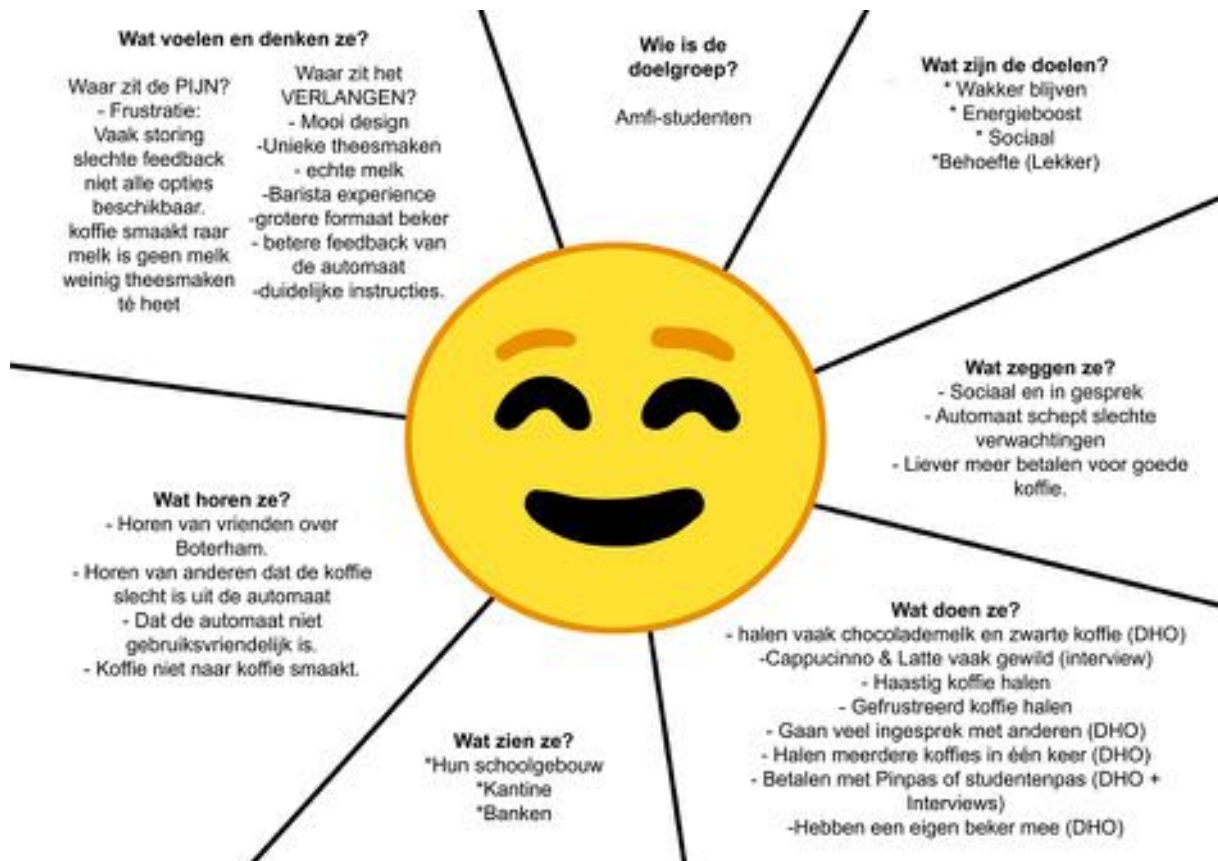 Wat voelen en denken ze?
Waar zit de PIJN?
- Frustratie:
Vaak storing
slechte feedback
niet alle opties
beschikbaar.
koffie smaakt raar
melk is geen melk
weinig theesmaken
té heet
Waar zit het
VERLANGEN?
- Mooi design
-Unieke theesmaken
- echte melk
-Barista experience
-grotere formaat beker
- betere feedback van
de automaat
-duidelijke instructies.
Wie is de
doelgroep?
Amfi-studenten
Wat zijn de doelen?
* Wakker blijven
* Energieboost
* Sociaal
*Behoefte (Lekker)
Wat zeggen ze?
- Sociaal en in gesprek
- Automaat schept slechte
verwachtingen
- Liever meer betalen voor goede
koffie.
Wat horen ze?
- Horen van vrienden over
Boterham.
- Horen van anderen dat de koffie
slecht is uit de automaat
- Dat de automaat niet
gebruiksvriendelijk is.
- Koffie niet naar koffie smaakt.
Wat doen ze?
- halen vaak chocolademelk en zwarte koffie (DHO)
-Cappucinno & Latte vaak gewild (interview)
- Haastig koffie halen
- Gefrustreerd koffie halen
- Gaan veel ingesprek met anderen (DHO)
- Halen meerdere koffies in één keer (DHO)
- Betalen met Pinpas of studentenpas (DHO +
Interviews)
-Hebben een eigen beker mee (DHO)
Wat zien ze?
*Hun schoolgebouw
*Kantine
*Banken